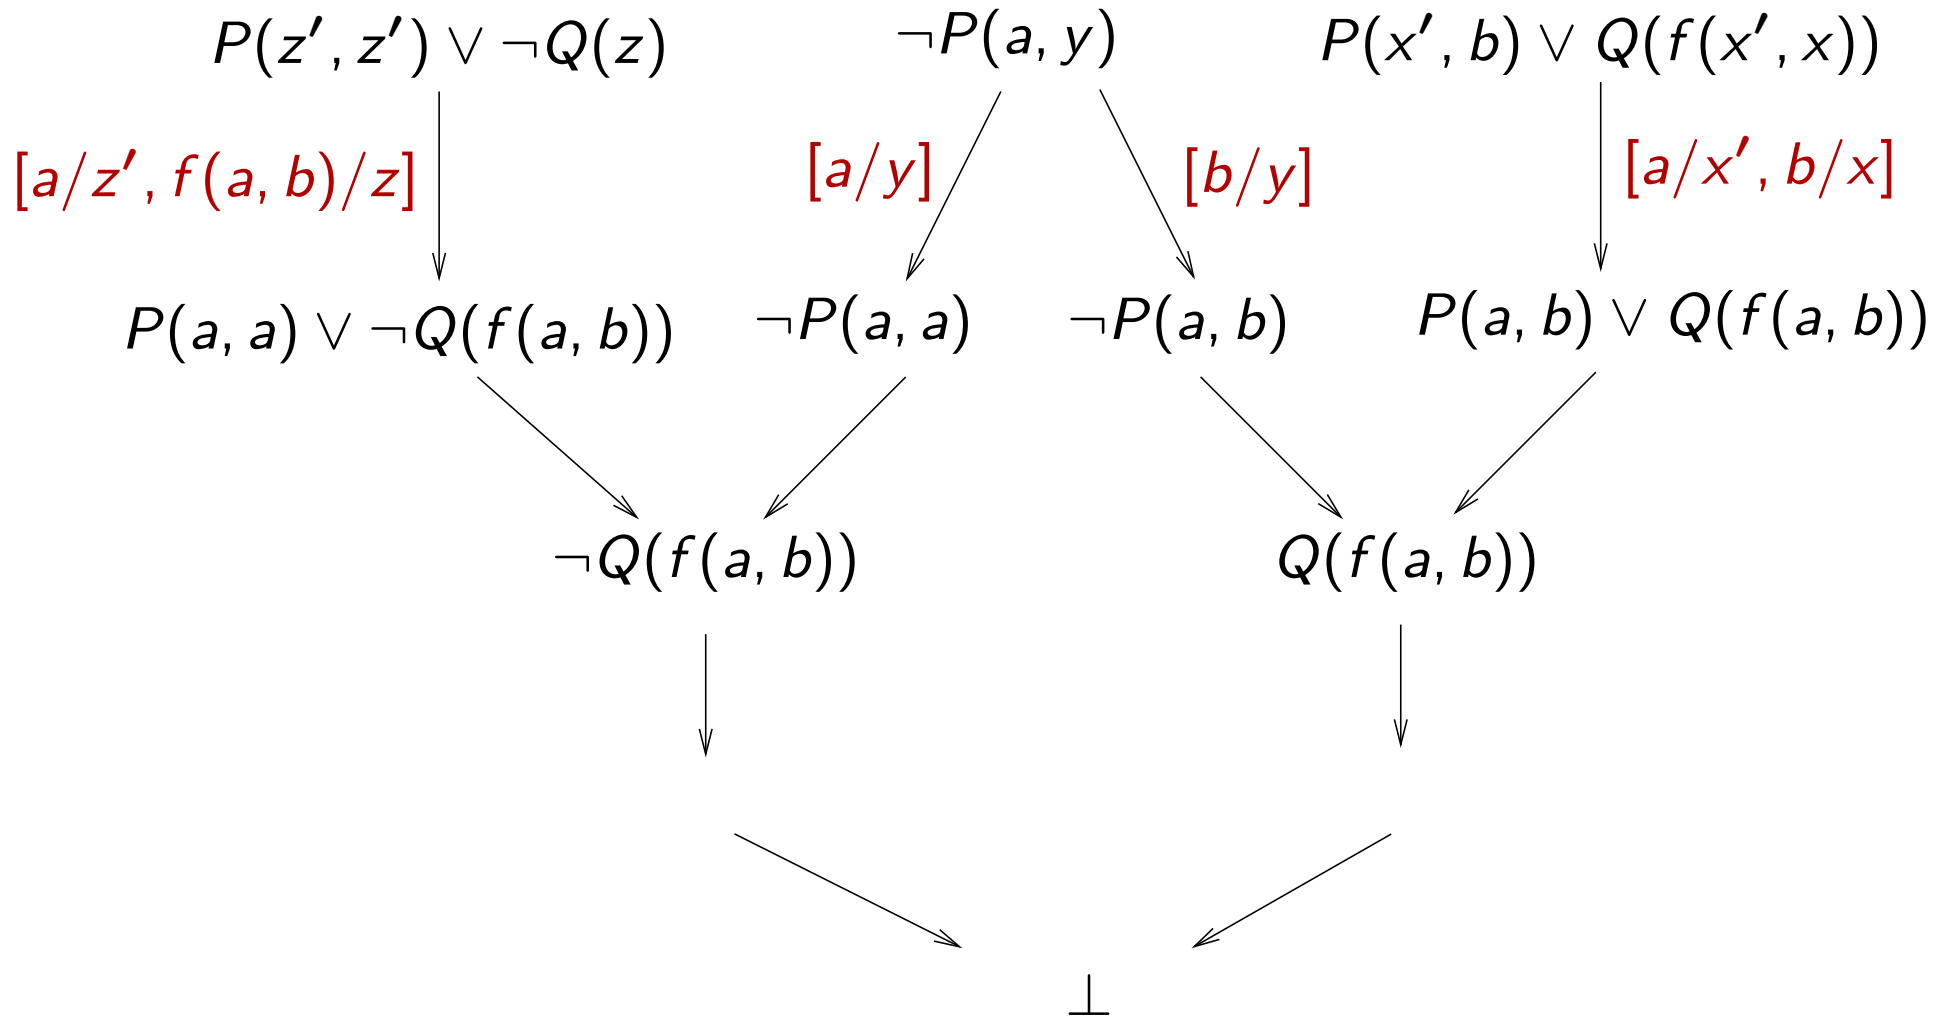 P(z′, z′) ∨ ¬Q(z) ¬P(a, y) P(x′, b) ∨ Q(f(x′, x))
[a/z′, f(a, b)/z] [a/y] [b/y] [a/x′, b/x]
P(a, a) ∨ ¬Q(f(a, b)) ¬P(a, a) ¬P(a, b) P(a, b) ∨ Q(f(a, b))
¬Q(f(a, b)) Q(f(a, b))
⊥